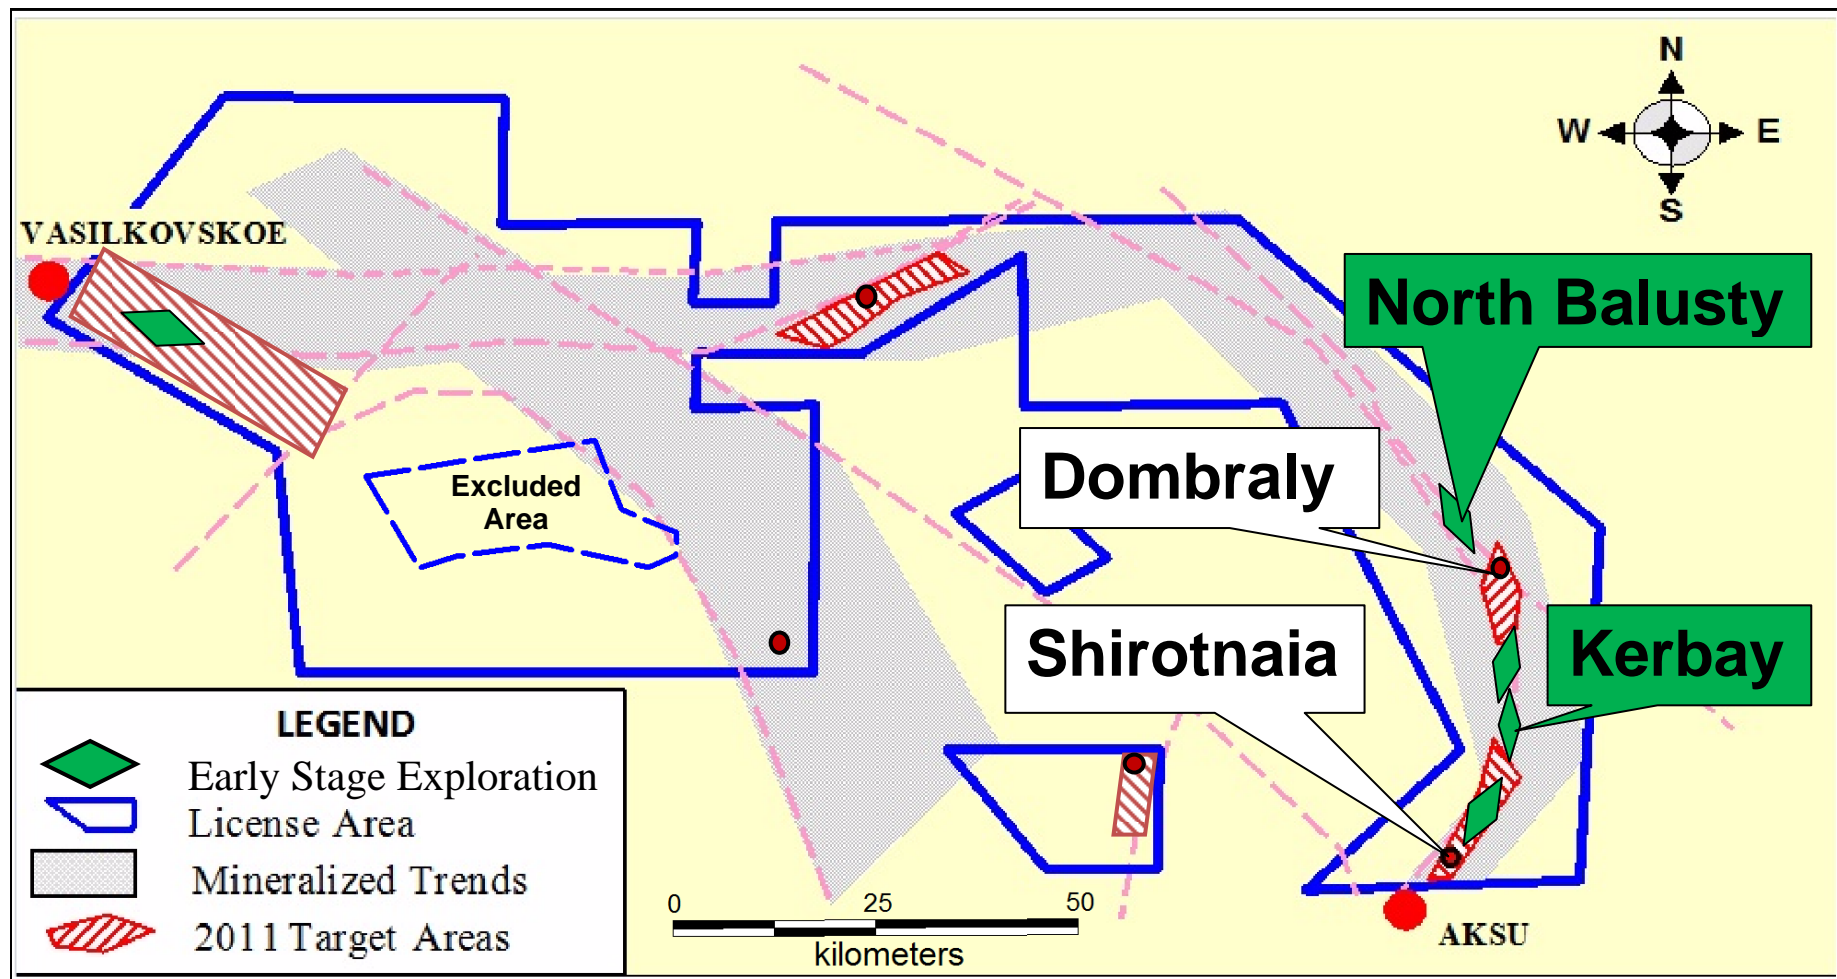 N
W
E
S
VASILKOVSKOE
North Balusty
Dombraly
Excluded
Area
Shirotnaia
Kerbay
LEGEND
Early Stage Exploration
License Area
Mineralized Trends
2011 Target Areas
0
25
50
kilometers
AKSU